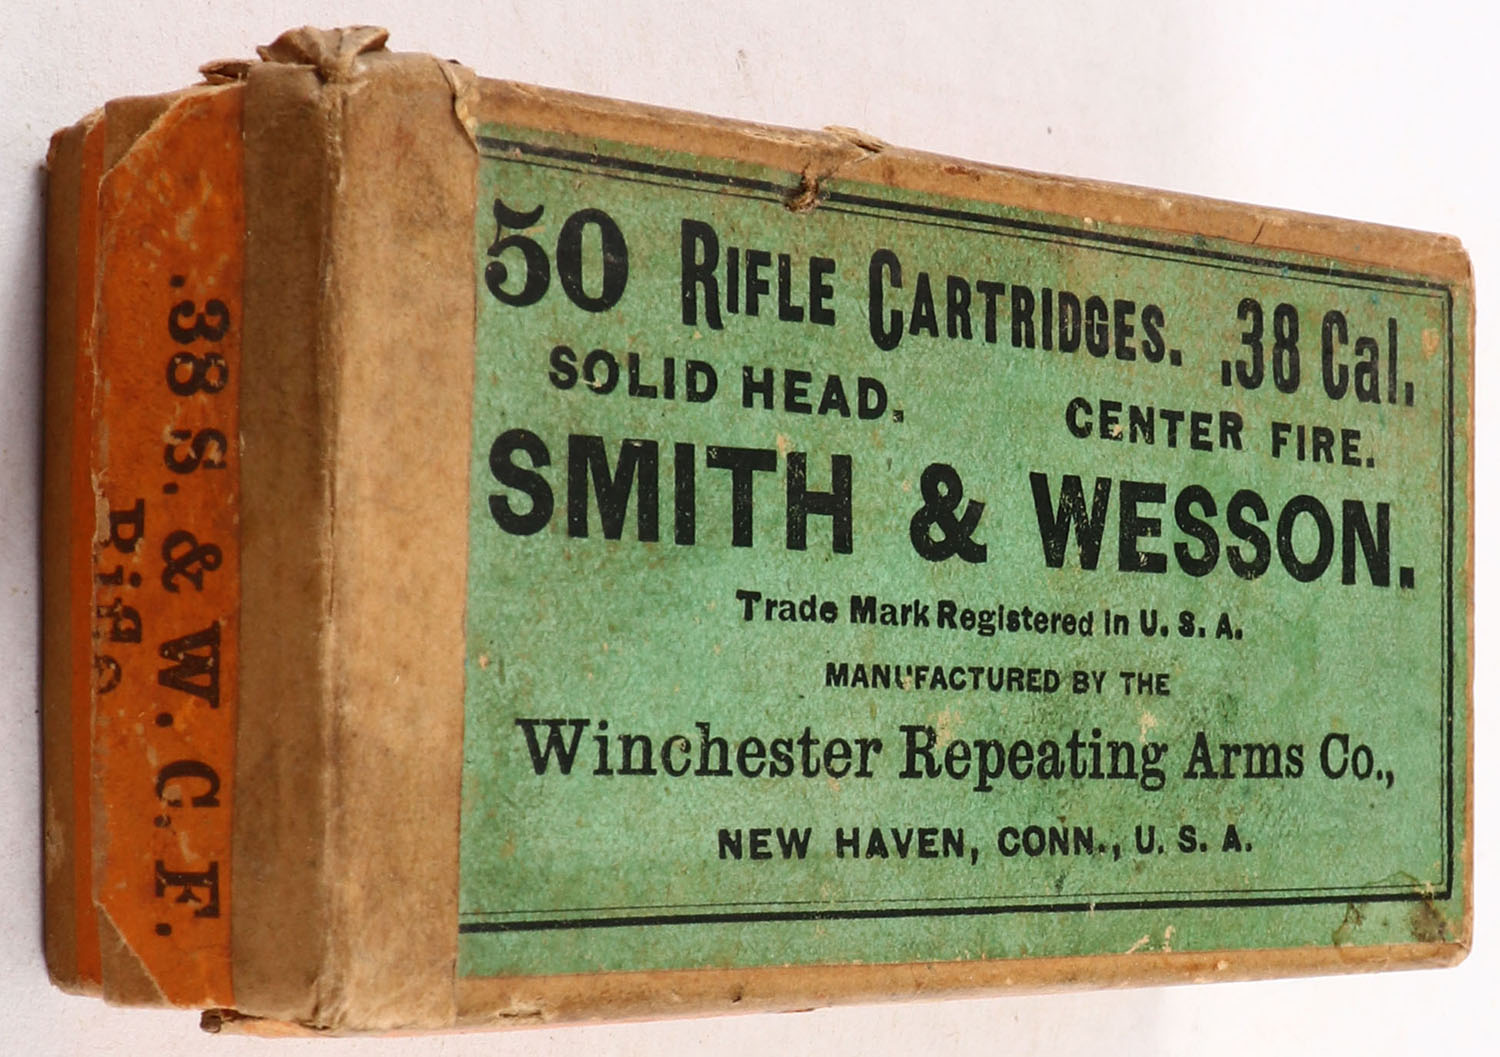 50 RIFLE CARTRIDGES. .38 Cal.
SOLID HEAD. CENTER FIRE.
SMITH & WESSON.
Trade Mark Registered in U. S. A.
MANUFACTURED BY THE
Winchester Repeating Arms Co.,
NEW HAVEN, CONN., U. S. A.
.38 S. & W. C. F.